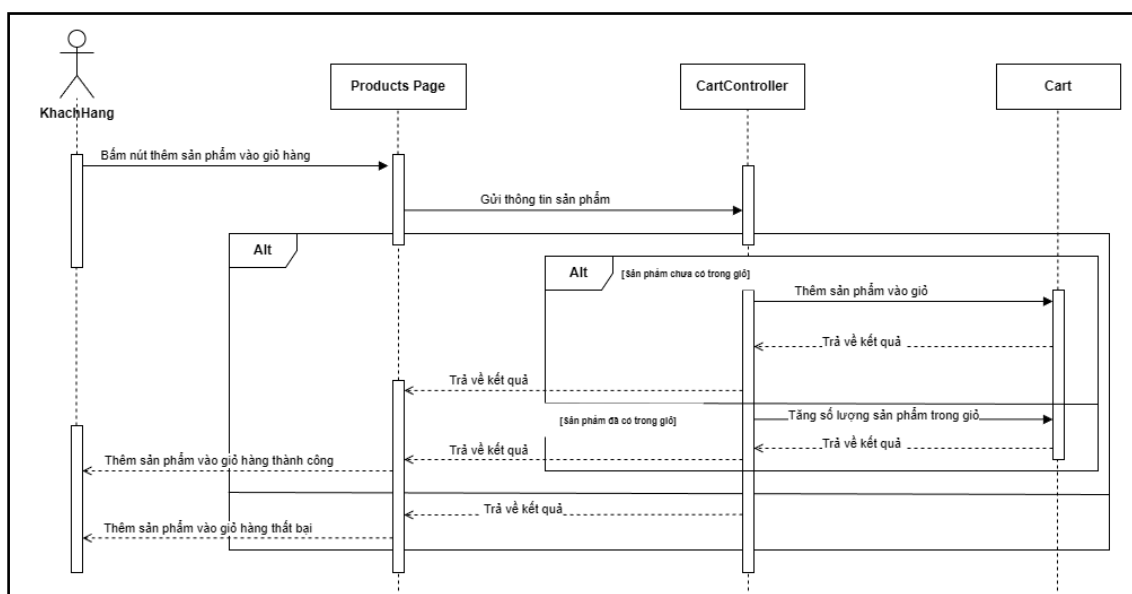 KhachHang
Products Page
CartController
Cart
Bấm nút thêm sản phẩm vào giỏ hàng
Gửi thông tin sản phẩm
Alt
Alt
[Sản phẩm chưa có trong giỏ]
Thêm sản phẩm vào giỏ
Trả về kết quả
Trả về kết quả
[Sản phẩm đã có trong giỏ]
Tăng số lượng sản phẩm trong giỏ
Trả về kết quả
Trả về kết quả
Thêm sản phẩm vào giỏ hàng thành công
Trả về kết quả
Thêm sản phẩm vào giỏ hàng thất bại